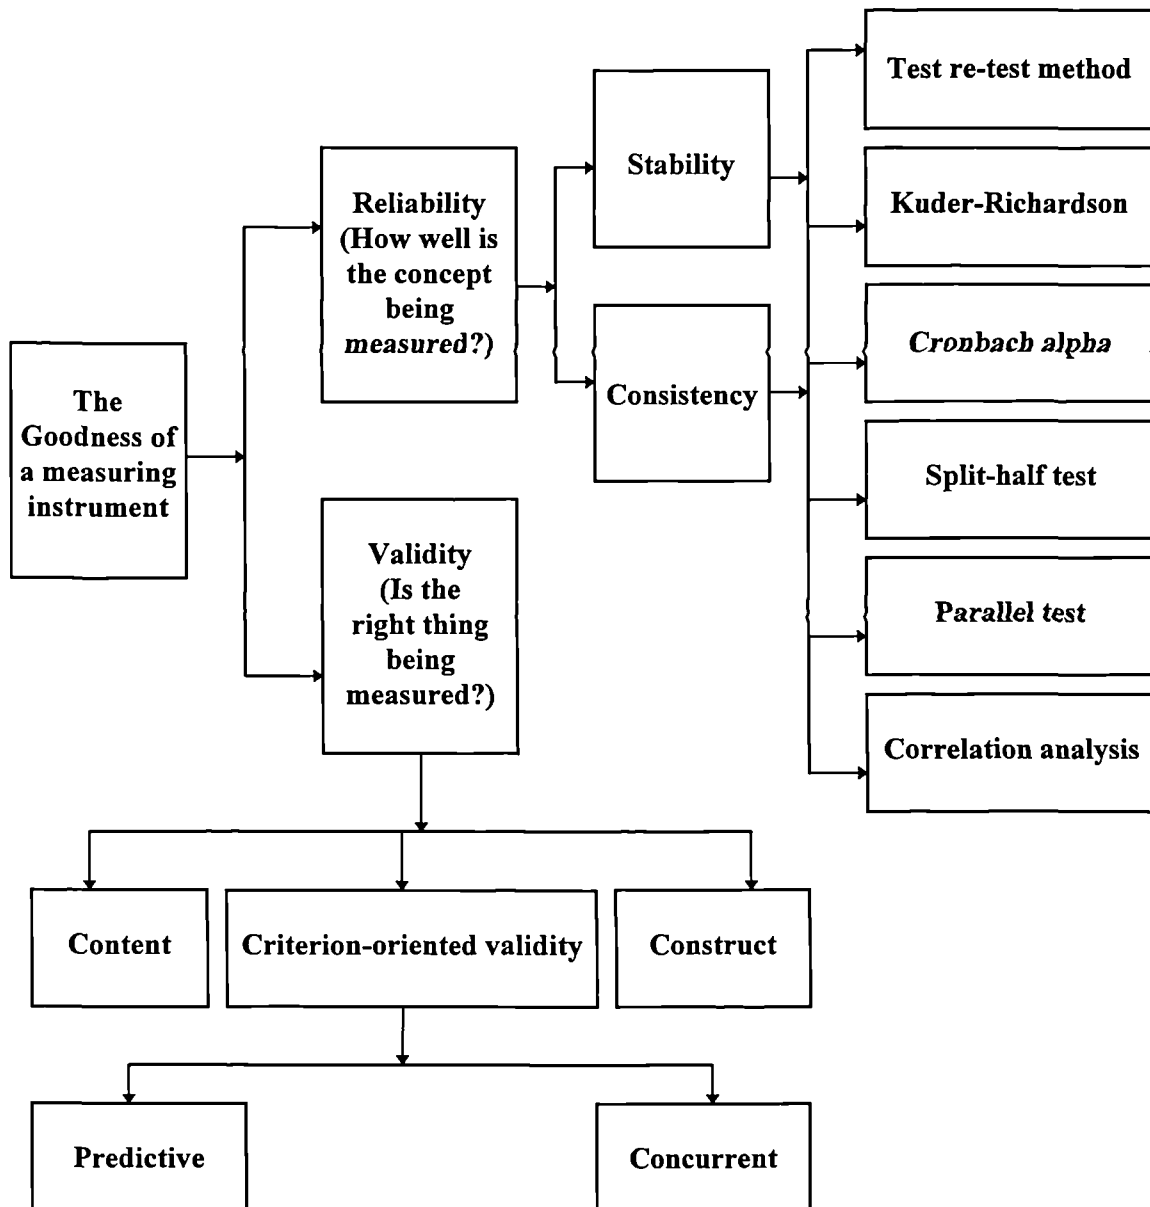 The
Goodness of
a measuring
instrument
Reliability
(How well is
the concept
being
measured?)
Validity
(Is the
right thing
being
measured?)
Stability
Consistency
Test re-test method
Kuder-Richardson
Cronbach alpha
Split-half test
Parallel test
Correlation analysis
Content
Criterion-oriented validity
Construct
Predictive
Concurrent